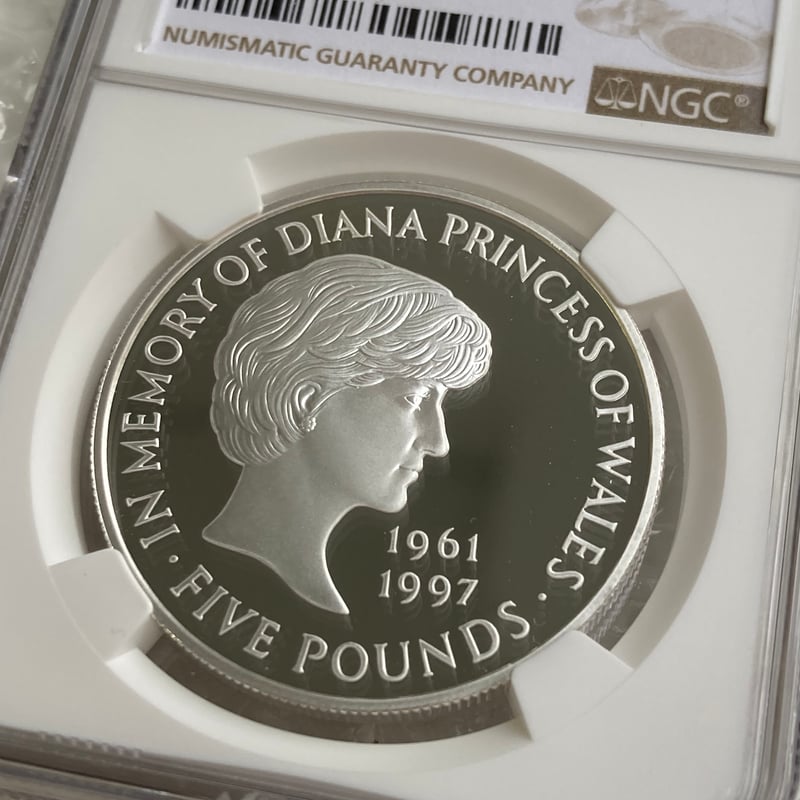 NUMISMATIC GUARANTY COMPANY
NGC®
IN MEMORY OF DIANA PRINCESS OF WALES
1961
1997
· FIVE POUNDS ·